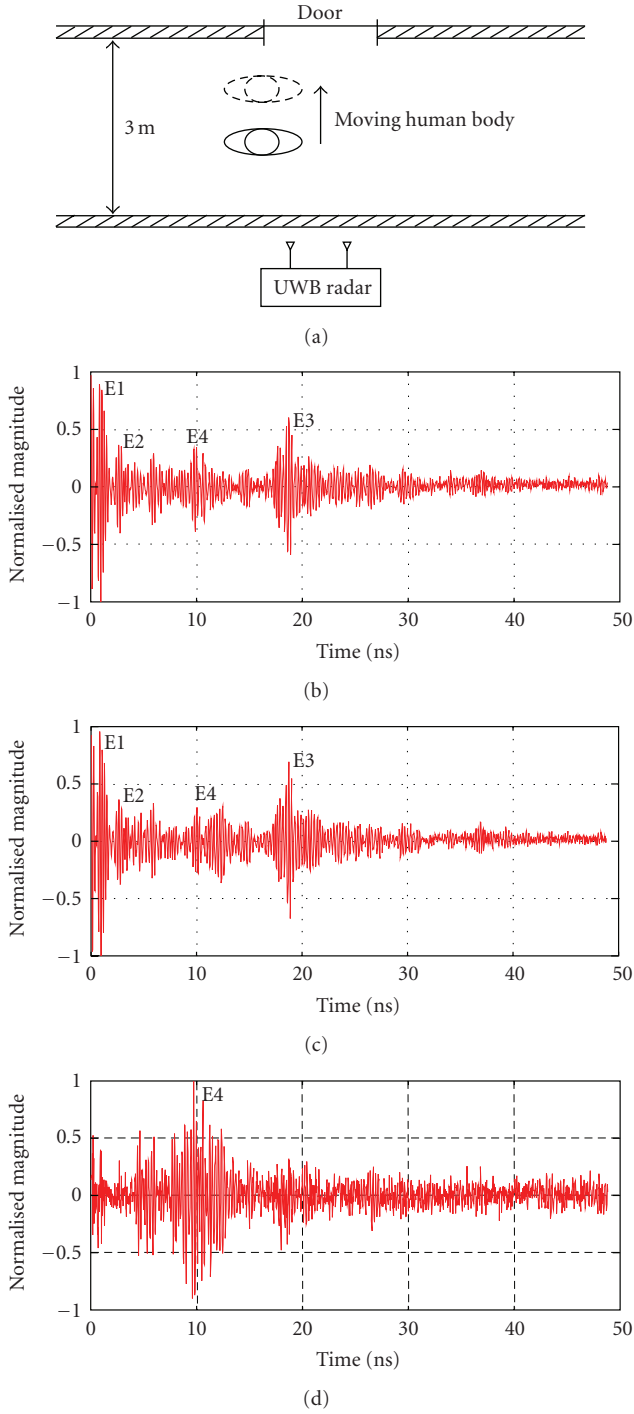 Door
3 m
Moving human body
UWB radar
(a)
Normalised magnitude
1
0.5
0
−0.5
−1
E1
E2
E4
E3
0 10 20 30 40 50
Time (ns)
(b)
Normalised magnitude
1
0.5
0
−0.5
−1
E1
E2
E4
E3
0 10 20 30 40 50
Time (ns)
(c)
Normalised magnitude
1
0.5
0
−0.5
−1
E4
0 10 20 30 40 50
Time (ns)
(d)